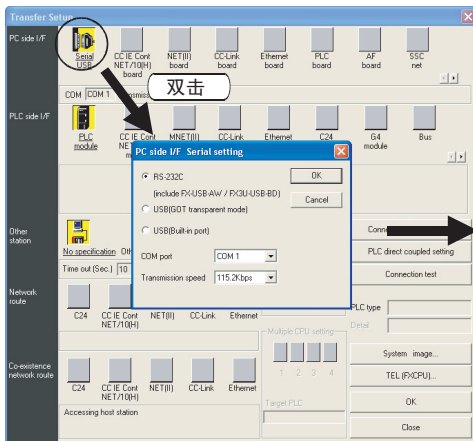 Transfer Setup
PC side I/F
Serial USB
CC IE Cont NET/10(H) board
NET(II) board
CC-Link board
Ethernet board
PLC board
AF board
SSC net
COM COM 1
双击
PLC side I/F
PLC module
CC IE Cont
MNET(II)
CC-Link
Ethernet
C24
G4 module
Bus
PC side I/F Serial setting
RS-232C
(include FX-USB-AW / FX3U-USB-BD)
USB(GOT transparent mode)
USB(Built-in port)
COM port COM 1
Transmission speed 115.2Kbps
OK
Cancel
Other station
No specification
Time out (Sec.) 10
PLC direct coupled setting
Connection test
Network route
C24
CC IE Cont NET/10(H)
NET(II)
CC-Link
Ethernet
PLC type
Detail
Multiple CPU setting
1 2 3 4
Target PLC
System image...
TEL (FXCPU)...
OK
Close
Co-existence network route
C24
CC IE Cont NET/10(H)
NET(II)
CC-Link
Ethernet
Accessing host station